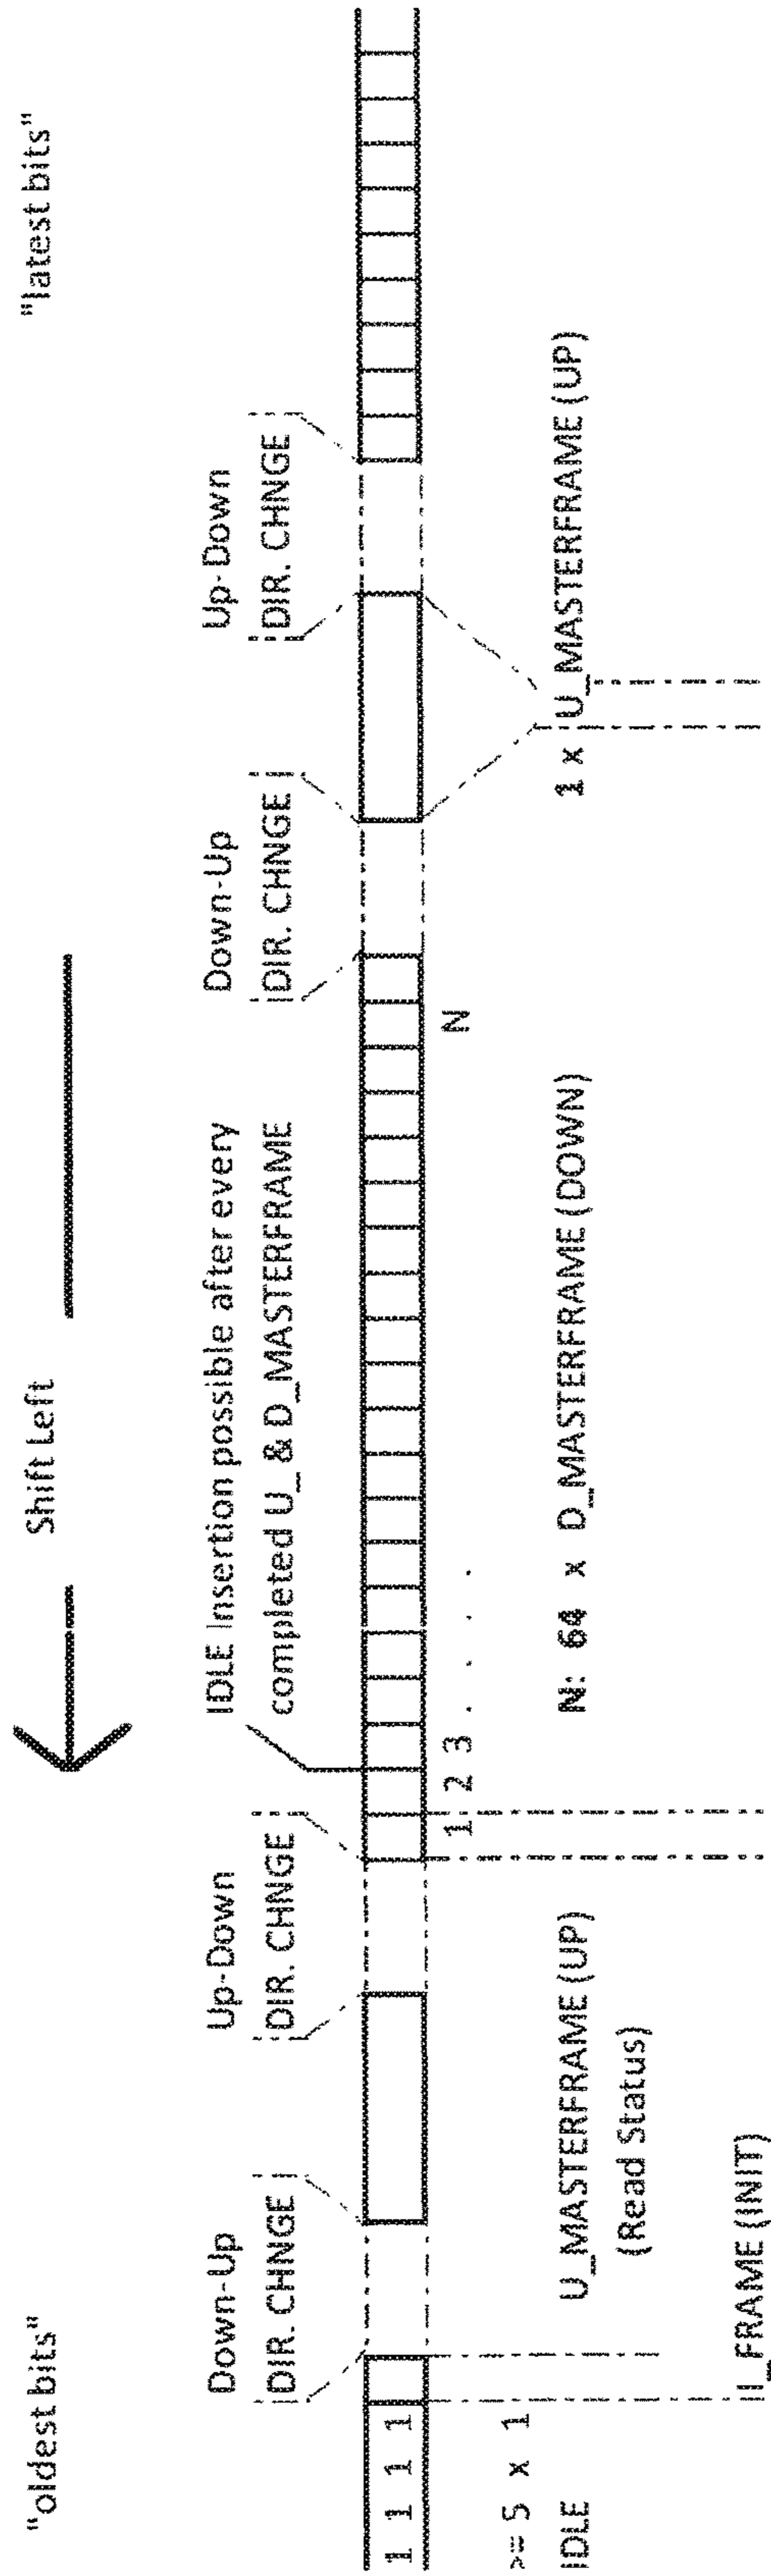 "oldest bits"
Shift Left
"latest bits"
Down-Up
DIR. CHNGE
Up-Down
DIR. CHNGE
IDLE Insertion possible after every
completed U_ & D_MASTERFRAME
Down-Up
DIR. CHNGE
Up-Down
DIR. CHNGE
1 1 1 1
1 2 3 . . . .
N
>= 5 x 1
IDLE
U_MASTERFRAME (UP)
(Read Status)
N: 64 x D_MASTERFRAME (DOWN)
1 x U_MASTERFRAME (UP)
I_FRAME (INIT)